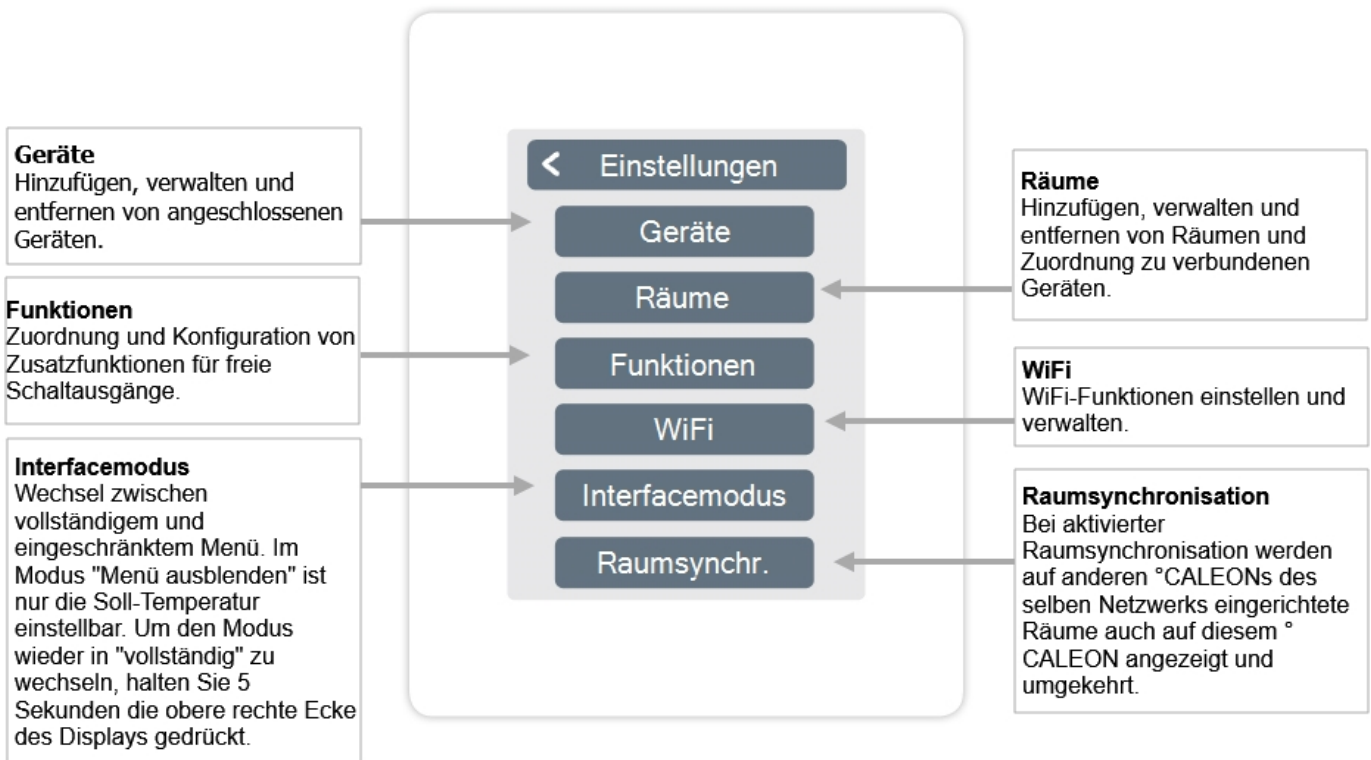 Geräte
Hinzufügen, verwalten und
entfernen von angeschlossenen
Geräten.
Funktionen
Zuordnung und Konfiguration von
Zusatzfunktionen für freie
Schaltausgänge.
Interfacemodus
Wechsel zwischen
vollständigem und
eingeschränktem Menü. Im
Modus "Menü ausblenden" ist
nur die Soll-Temperatur
einstellbar. Um den Modus
wieder in "vollständig" zu
wechseln, halten Sie 5
Sekunden die obere rechte Ecke
des Displays gedrückt.
< Einstellungen
Geräte
Räume
Funktionen
WiFi
Interfacemodus
Raumsynchr.
Räume
Hinzufügen, verwalten und
entfernen von Räumen und
Zuordnung zu verbundenen
Geräten.
WiFi
WiFi-Funktionen einstellen und
verwalten.
Raumsynchronisation
Bei aktivierter
Raumsynchronisation werden
auf anderen °CALEONs des
selben Netzwerks eingerichtete
Räume auch auf diesem °
CALEON angezeigt und
umgekehrt.